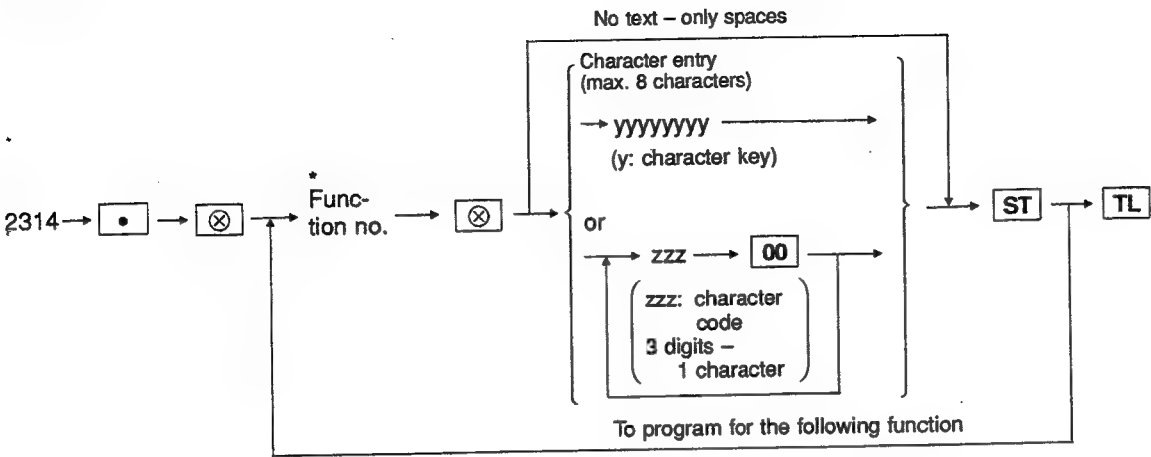 No text – only spaces
Character entry
(max. 8 characters)
yyyyyyyy
(y: character key)
*
Func-
tion no.
2314
•
⊗
⊗
or
zzz
00
ST
TL
zzz: character
code
3 digits –
1 character
To program for the following function